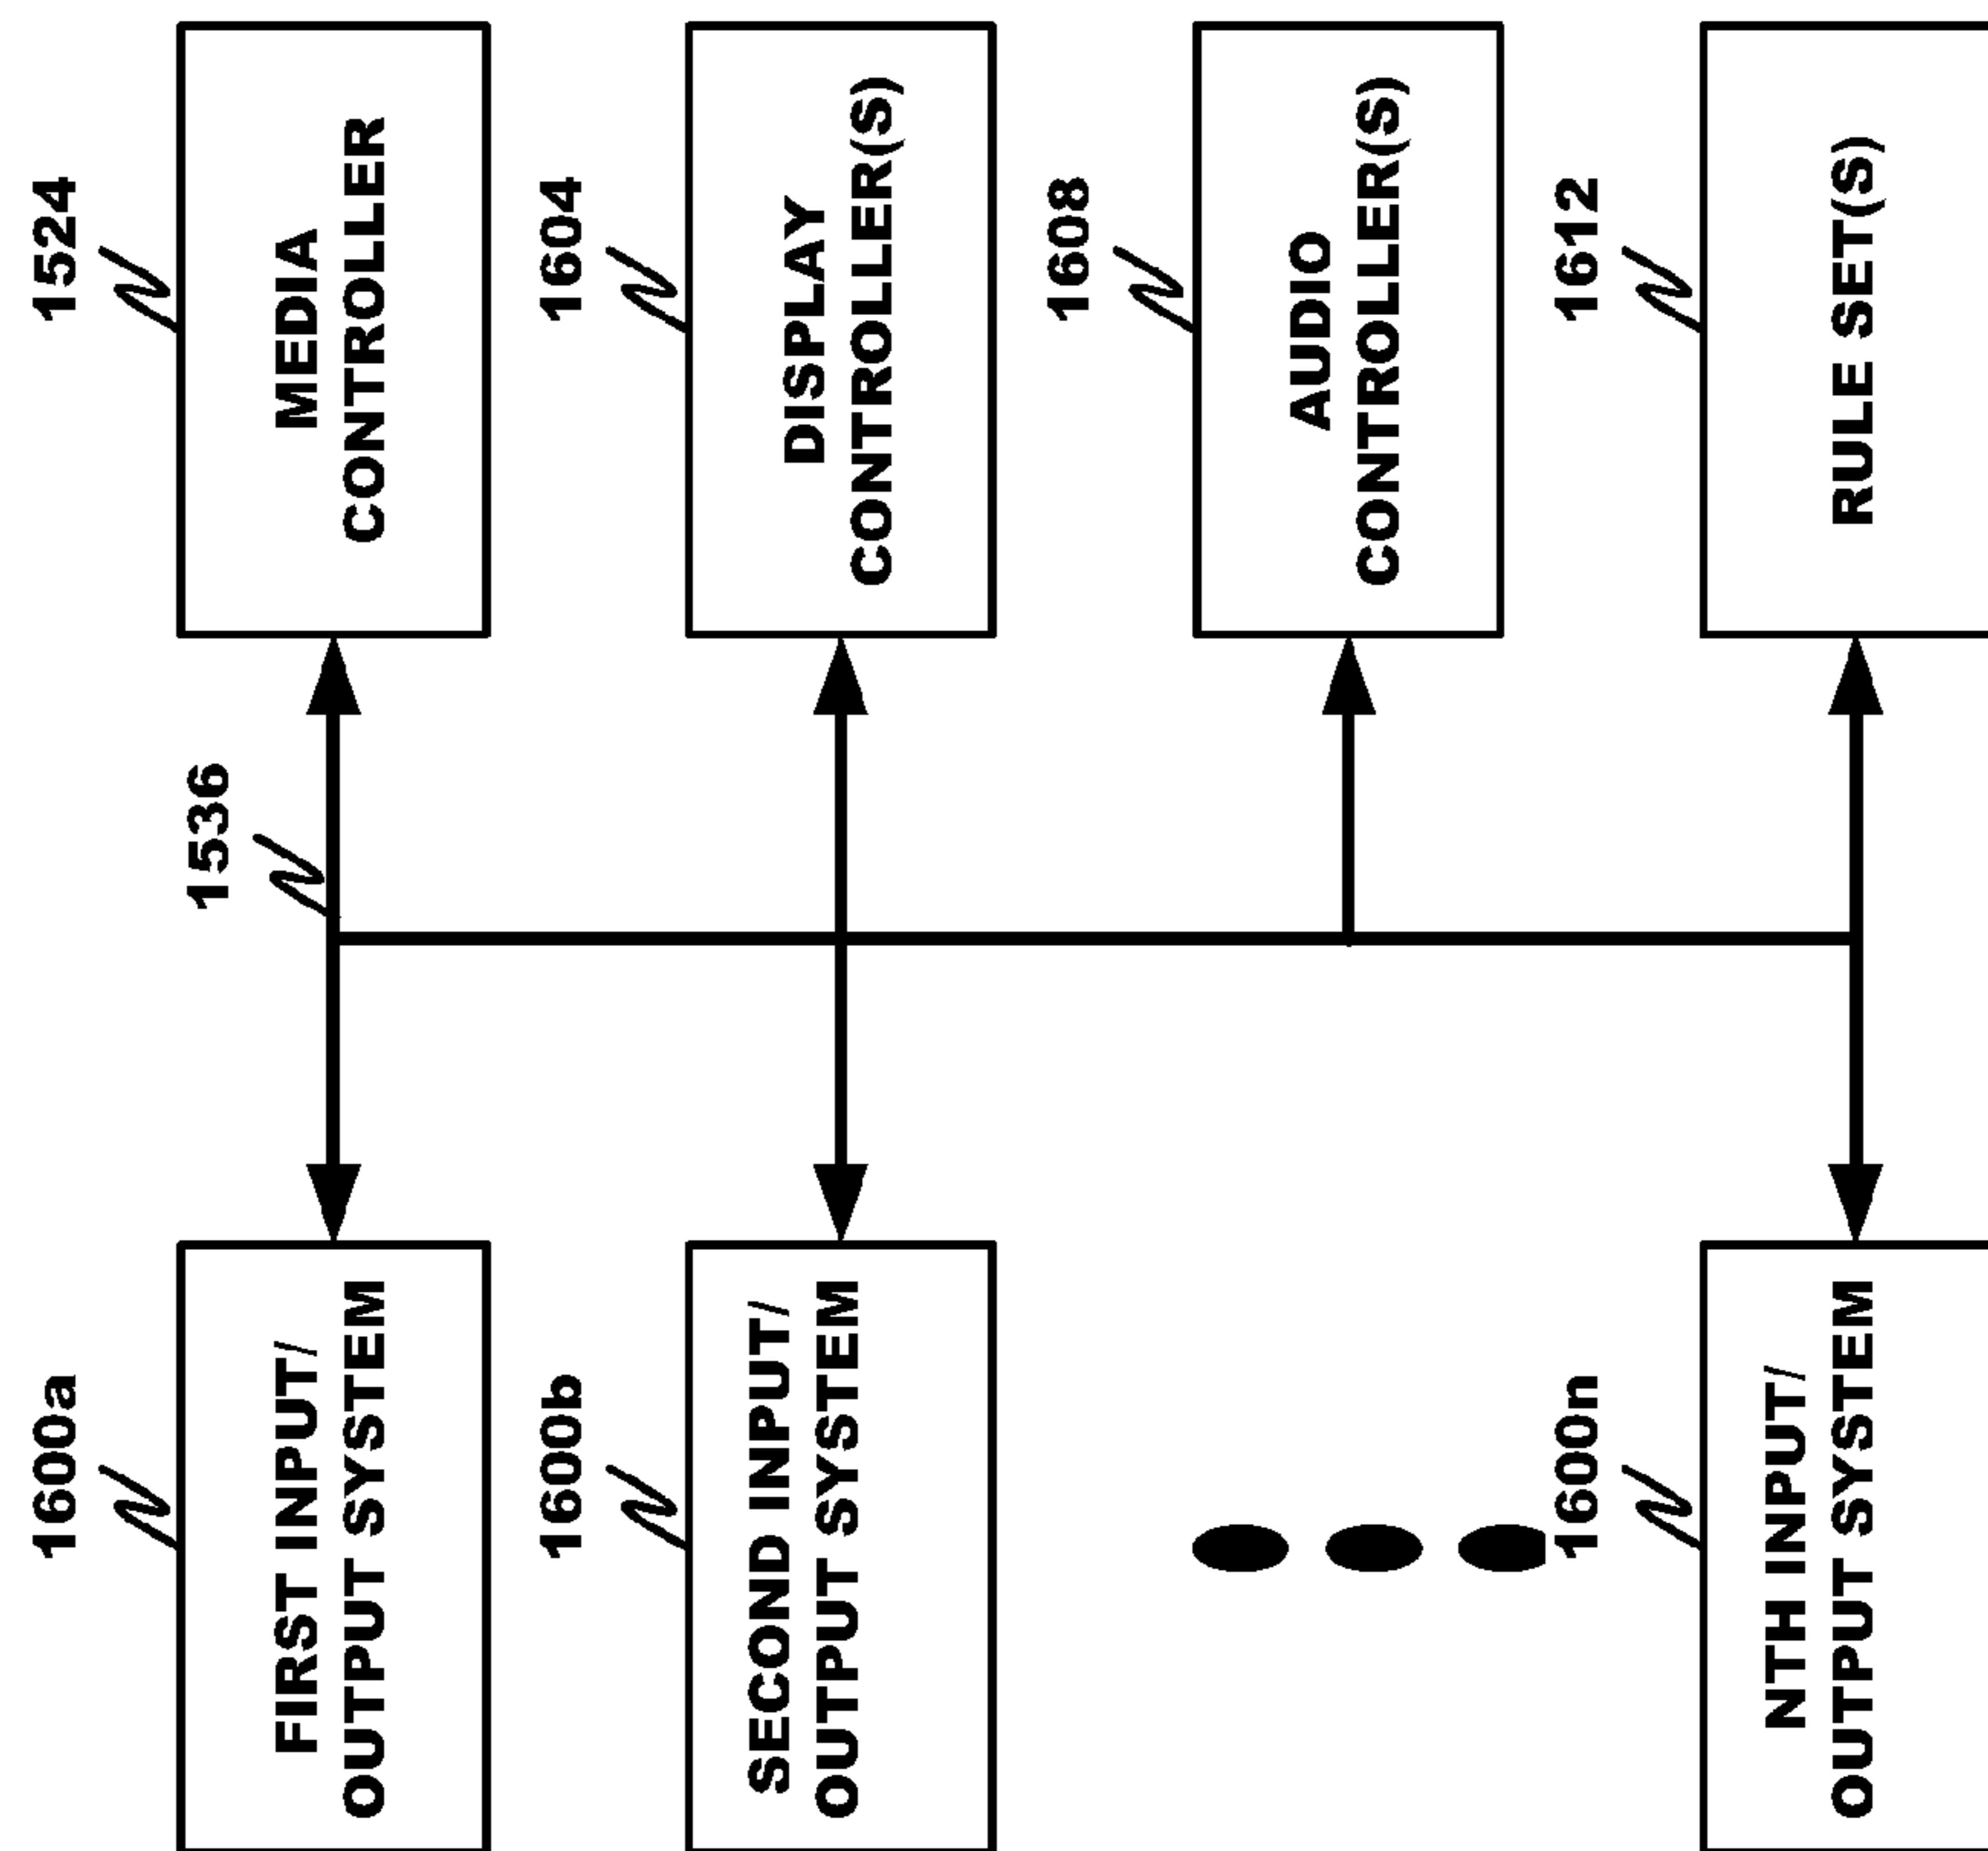 1524
MEDIA
CONTROLLER
1604
DISPLAY
CONTROLLER(S)
1608
AUDIO
CONTROLLER(S)
1612
RULE SET(S)
1536
1600a
FIRST INPUT/
OUTPUT SYSTEM
1600b
SECOND INPUT/
OUTPUT SYSTEM
1600n
NTH INPUT/
OUTPUT SYSTEM